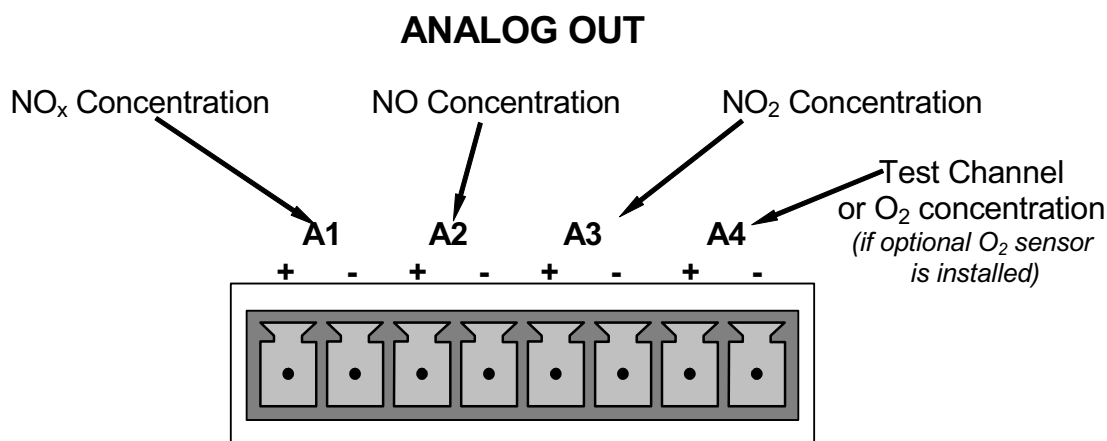 ANALOG OUT
NOₓ Concentration NO Concentration NO₂ Concentration
Test Channel
or O₂ concentration
(if optional O₂ sensor
is installed)
A1 A2 A3 A4
+ - + - + - + -